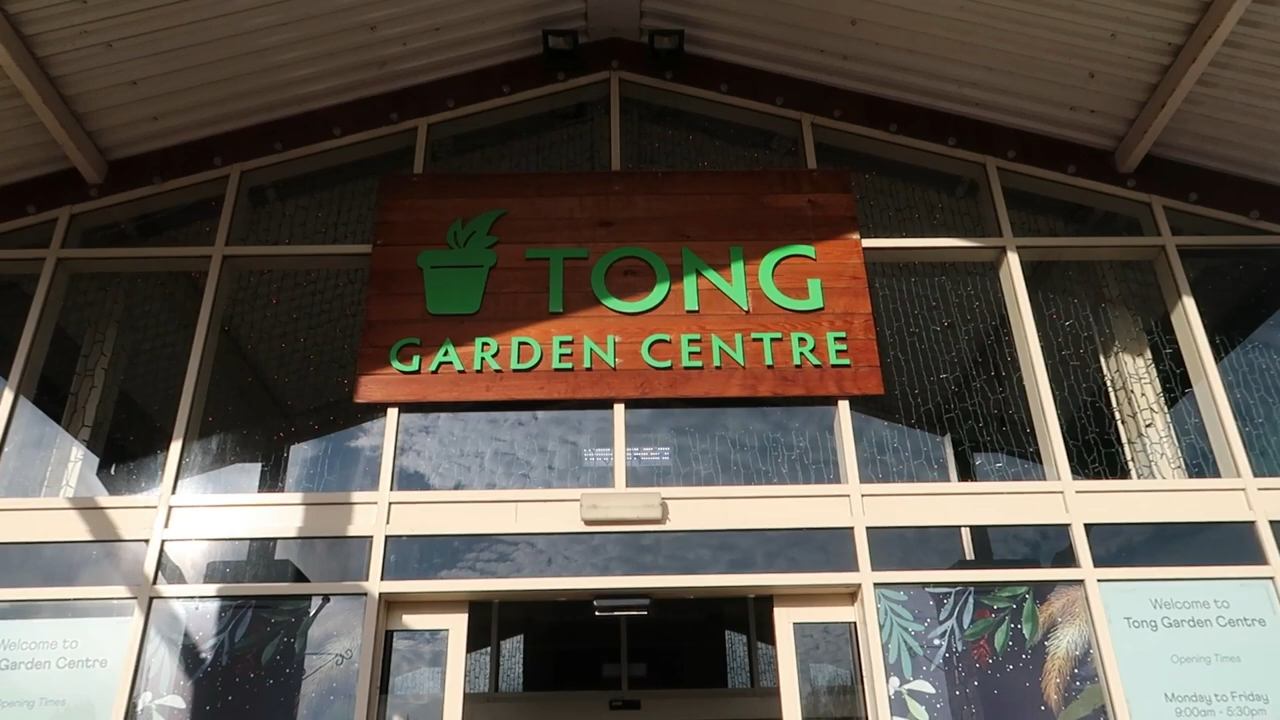 TONG
GARDEN CENTRE
Welcome to
Garden Centre
Opening Times
Welcome to
Tong Garden Centre
Opening Times
Monday to Friday
9:00am - 5:30pm